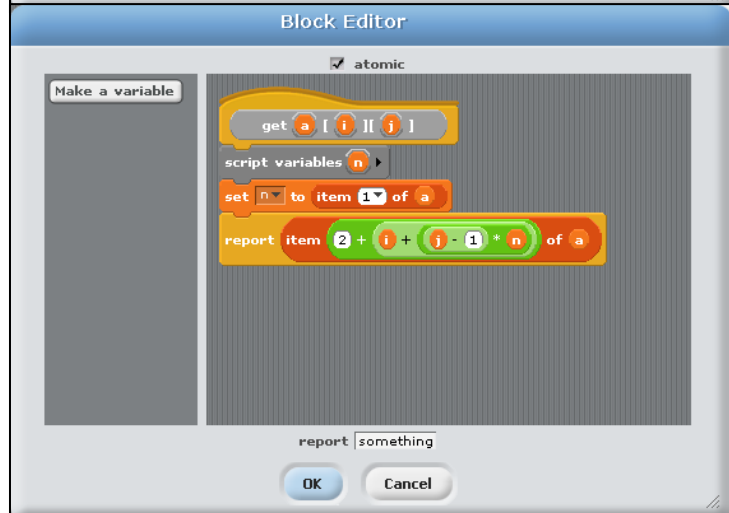 Block Editor
atomic
Make a variable
get a [ i ][ j ]
script variables n
set n to item 1 of a
report item 2 + i + j - 1 * n of a
report something
OK Cancel